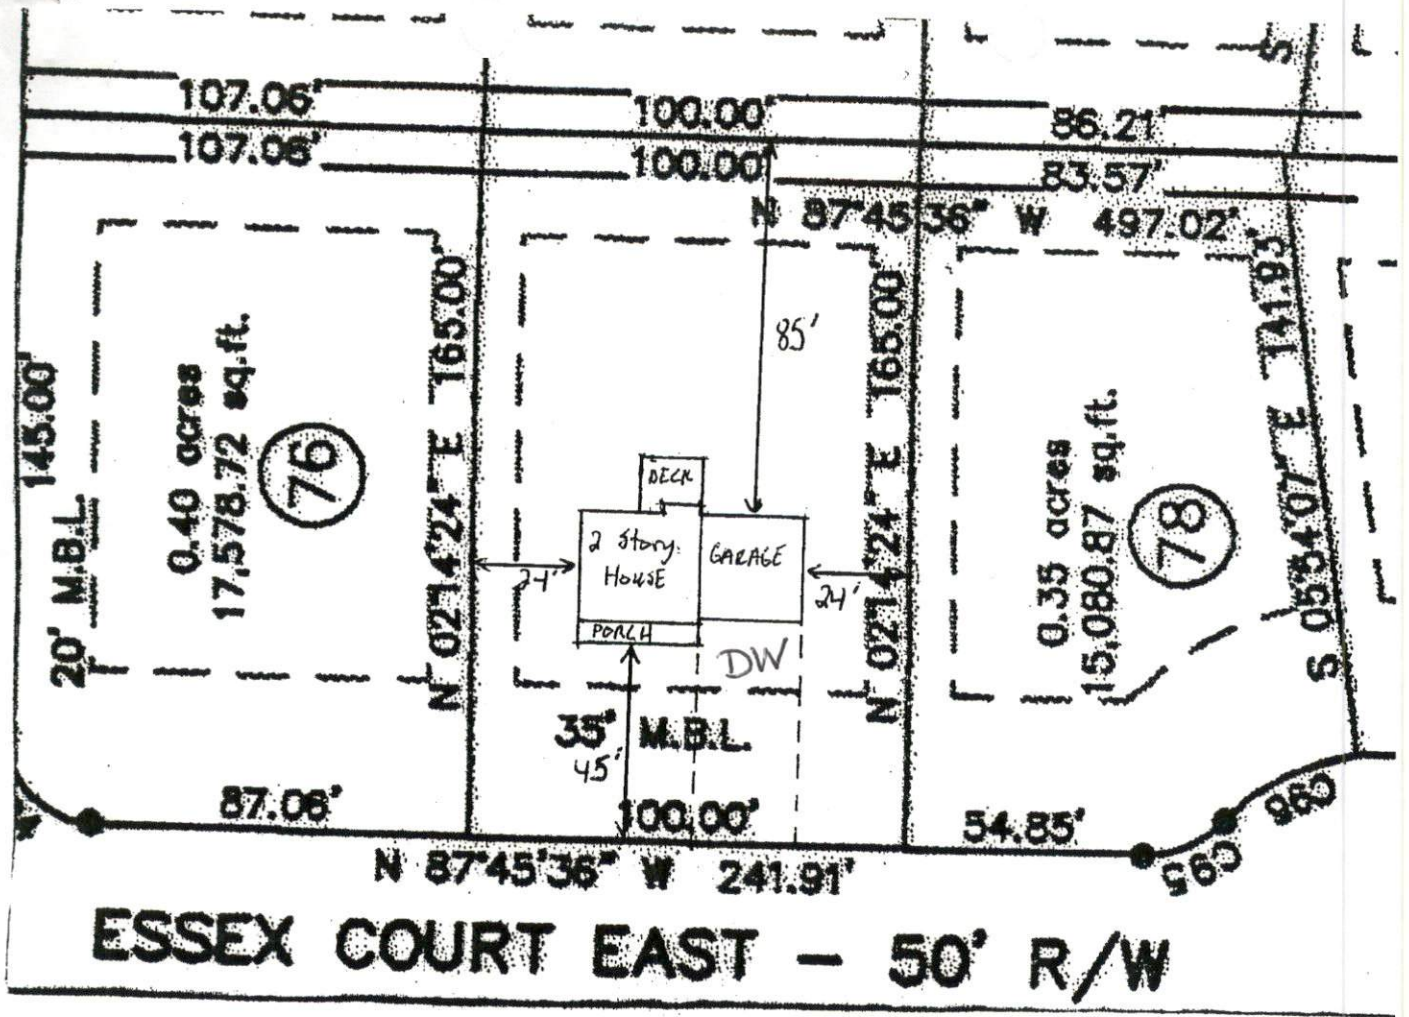 107.06'
100.00'
86.21'
107.06'
100.00'
83.57'
N 87°45'36" W 497.02'
145.00'
20' M.B.L.
0.40 acres
17,578.72 sq.ft.
76
N 02°14'24" E 165.00'
85'
DECK
2 Story
HOUSE
GARAGE
PORCH
24'
24'
DW
N 02°14'24" E 165.00'
0.35 acres
15,080.87 sq.ft.
78
S 05°54'07" E 141.93'
S
35' M.B.L.
45'
87.06'
100.00'
54.85'
C95
C96
N 87°45'36" W 241.91'
ESSEX COURT EAST - 50' R/W